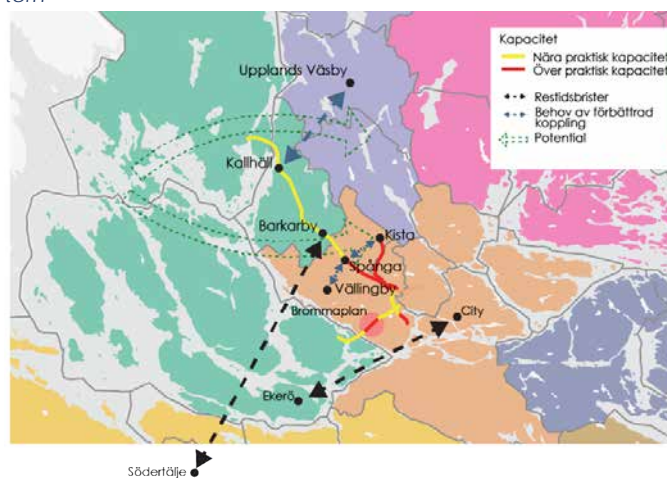 Kapacitet
Nära praktisk kapacitet
Över praktisk kapacitet
Restidsbrister
Behov av förbättrad
koppling
Potential
Upplands Väsby
Kallhäll
Barkarby
Kista
Spånga
Vällingby
Brommaplan
City
Ekerö
Södertälje